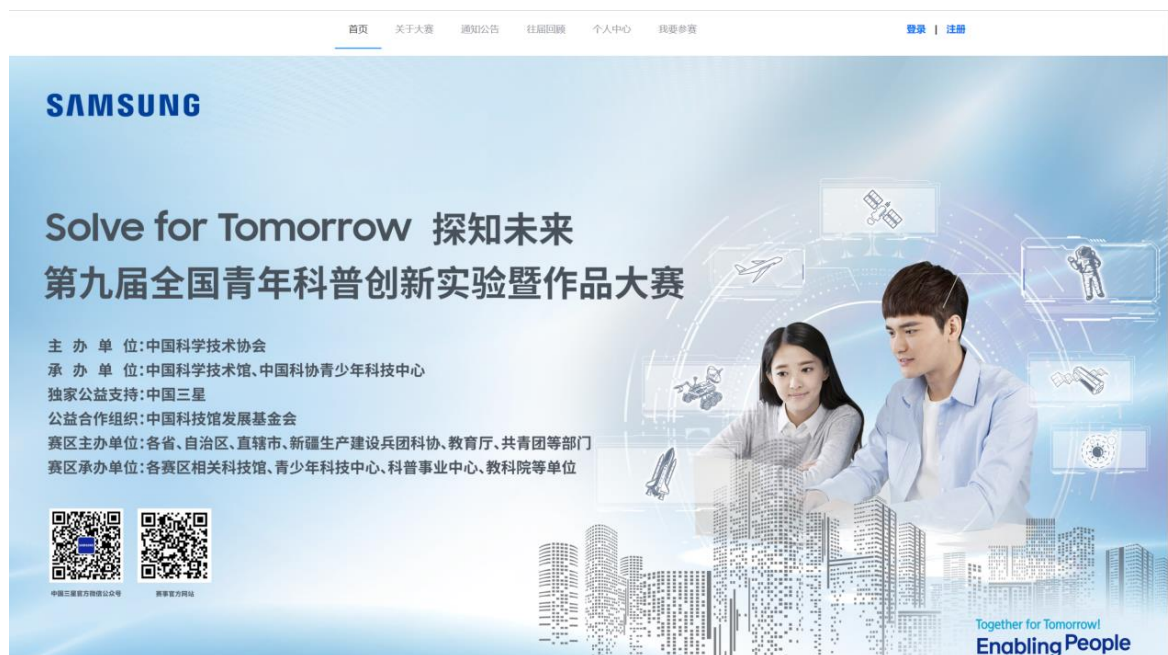 首页 关于大赛 通知公告 往届回顾 个人中心 我要参赛 登录 | 注册
SAMSUNG
Solve for Tomorrow 探知未来
第九届全国青年科普创新实验暨作品大赛
主办单位:中国科学技术协会
承办单位:中国科学技术馆、中国科协青少年科技中心
独家公益支持:中国三星
公益合作组织:中国科技馆发展基金会
赛区主办单位:各省、自治区、直辖市、新疆生产建设兵团科协、教育厅、共青团等部门
赛区承办单位:各赛区相关科技馆、青少年科技中心、科普事业中心、教科院等单位
中国三星官方微信公众号 赛事官方网站
Together for Tomorrow!
Enabling People